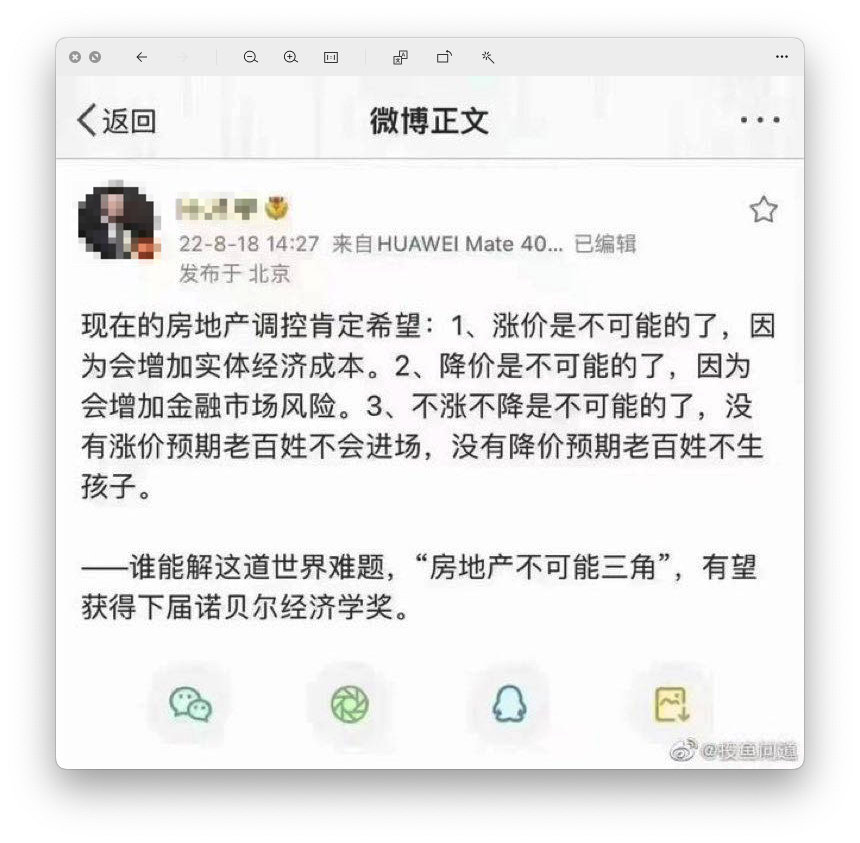 返回
微博正文
22-8-18 14:27 来自HUAWEI Mate 40... 已编辑
发布于 北京
现在的房地产调控肯定希望：1、涨价是不可能的了，因
为会增加实体经济成本。2、降价是不可能的了，因为
会增加金融市场风险。3、不涨不降是不可能的了，没
有涨价预期老百姓不会进场，没有降价预期老百姓不生
孩子。
——谁能解这道世界难题，“房地产不可能三角”，有望
获得下届诺贝尔经济学奖。